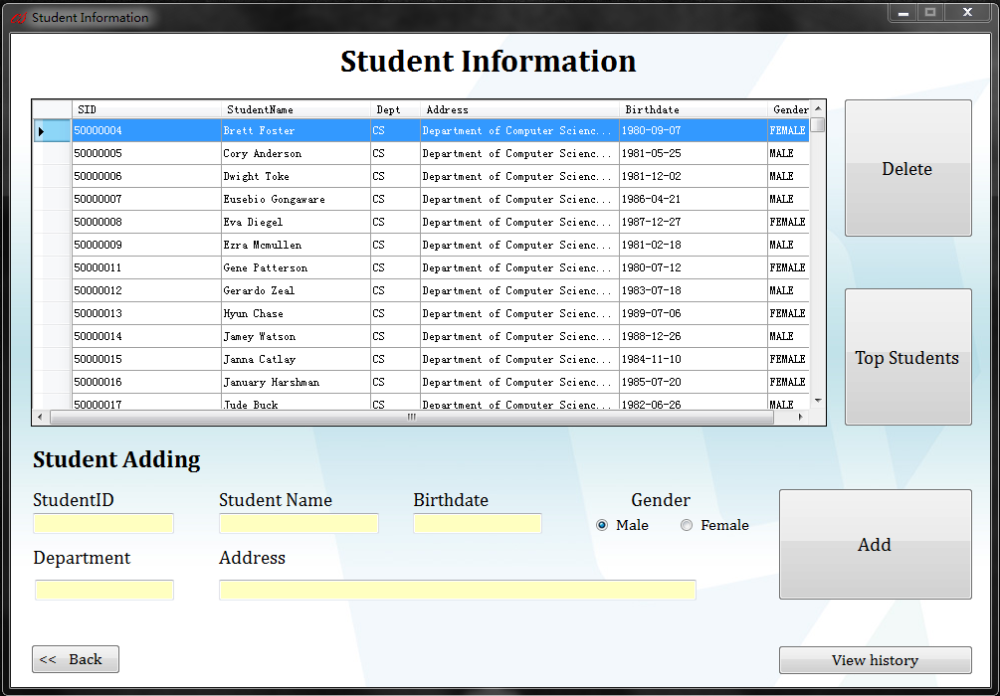 Student Information
Student Information
SID StudentName Dept Address Birthdate Gender
50000004 Brett Foster CS Department of Computer Scienc... 1980-09-07 FEMALE
50000005 Cory Anderson CS Department of Computer Scienc... 1981-05-25 MALE
50000006 Dwight Toke CS Department of Computer Scienc... 1981-12-02 MALE
50000007 Eusebio Gongaware CS Department of Computer Scienc... 1986-04-21 MALE
50000008 Eva Diegel CS Department of Computer Scienc... 1987-12-27 FEMALE
50000009 Ezra Mcmullen CS Department of Computer Scienc... 1981-02-18 MALE
50000011 Gene Patterson CS Department of Computer Scienc... 1980-07-12 FEMALE
50000012 Gerardo Zeal CS Department of Computer Scienc... 1983-07-18 MALE
50000013 Hyun Chase CS Department of Computer Scienc... 1989-07-06 FEMALE
50000014 Jamey Watson CS Department of Computer Scienc... 1988-12-26 MALE
50000015 Janna Catlay CS Department of Computer Scienc... 1984-11-10 FEMALE
50000016 January Harshman CS Department of Computer Scienc... 1985-07-20 FEMALE
50000017 Jude Buck CS Department of Computer Scienc... 1982-06-26 MALE
Delete
Top Students
Student Adding
StudentID Student Name Birthdate Gender
Male Female
Department Address
Add
<< Back
View history